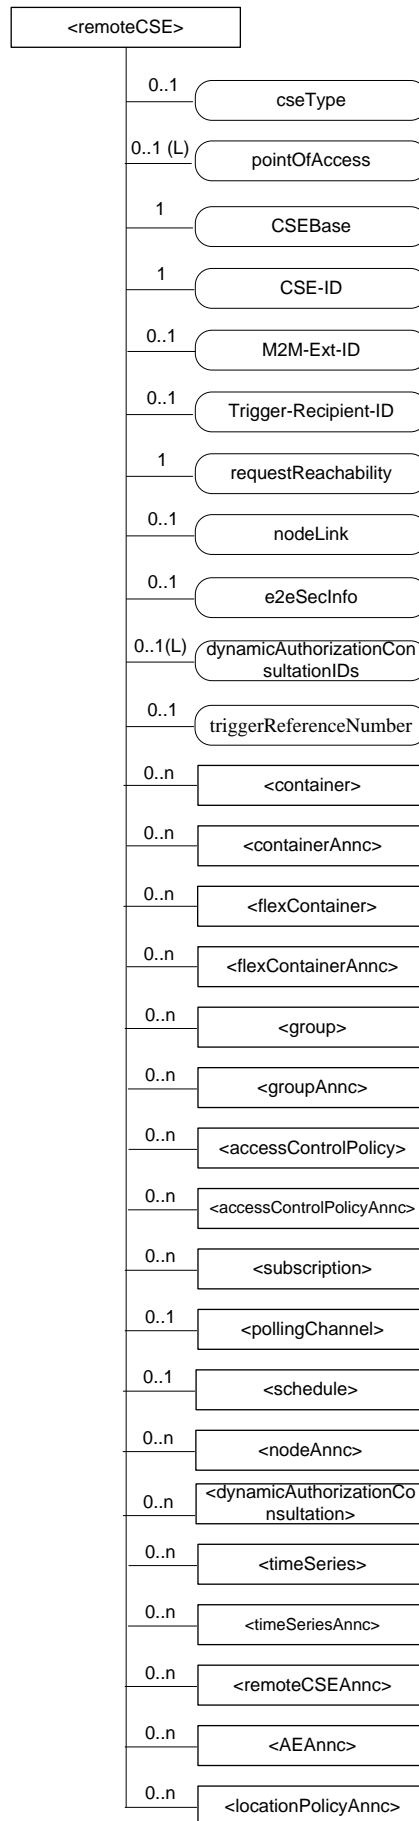 <remoteCSE>
0..1
cseType
0..1 (L)
pointOfAccess
1
CSEBase
1
CSE-ID
0..1
M2M-Ext-ID
0..1
Trigger-Recipient-ID
1
requestReachability
0..1
nodeLink
0..1
e2eSecInfo
0..1(L)
dynamicAuthorizationCon
sultationIDs
0..1
triggerReferenceNumber
0..n
<container>
0..n
<containerAnnc>
0..n
<flexContainer>
0..n
<flexContainerAnnc>
0..n
<group>
0..n
<groupAnnc>
0..n
<accessControlPolicy>
0..n
<accessControlPolicyAnnc>
0..n
<subscription>
0..1
<pollingChannel>
0..1
<schedule>
0..n
<nodeAnnc>
0..n
<dynamicAuthorizationCo
nsultation>
0..n
<timeSeries>
0..n
<timeSeriesAnnc>
0..n
<remoteCSEAnnc>
0..n
<AEAnnc>
0..n
<locationPolicyAnnc>